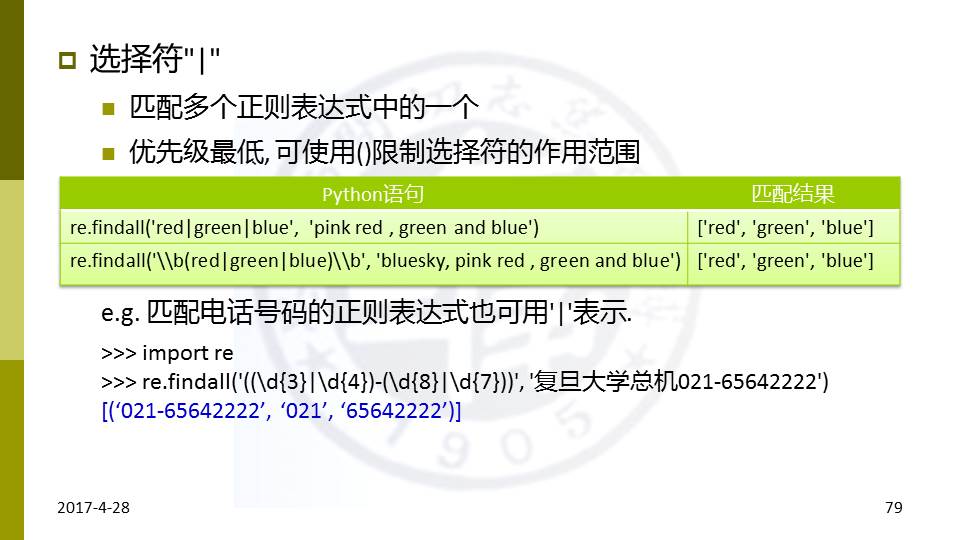 选择符"|"
匹配多个正则表达式中的一个
优先级最低, 可使用()限制选择符的作用范围
Python语句 匹配结果
re.findall('red|green|blue', 'pink red , green and blue') ['red', 'green', 'blue']
re.findall('\\b(red|green|blue)\\b', 'bluesky, pink red , green and blue') ['red', 'green', 'blue']
e.g. 匹配电话号码的正则表达式也可用'|'表示.
>>> import re
>>> re.findall('((\d{3}|\d{4})-(\d{8}|\d{7}))', '复旦大学总机021-65642222')
[(‘021-65642222’, ‘021’, ‘65642222’)]
1905
2017-4-28 79